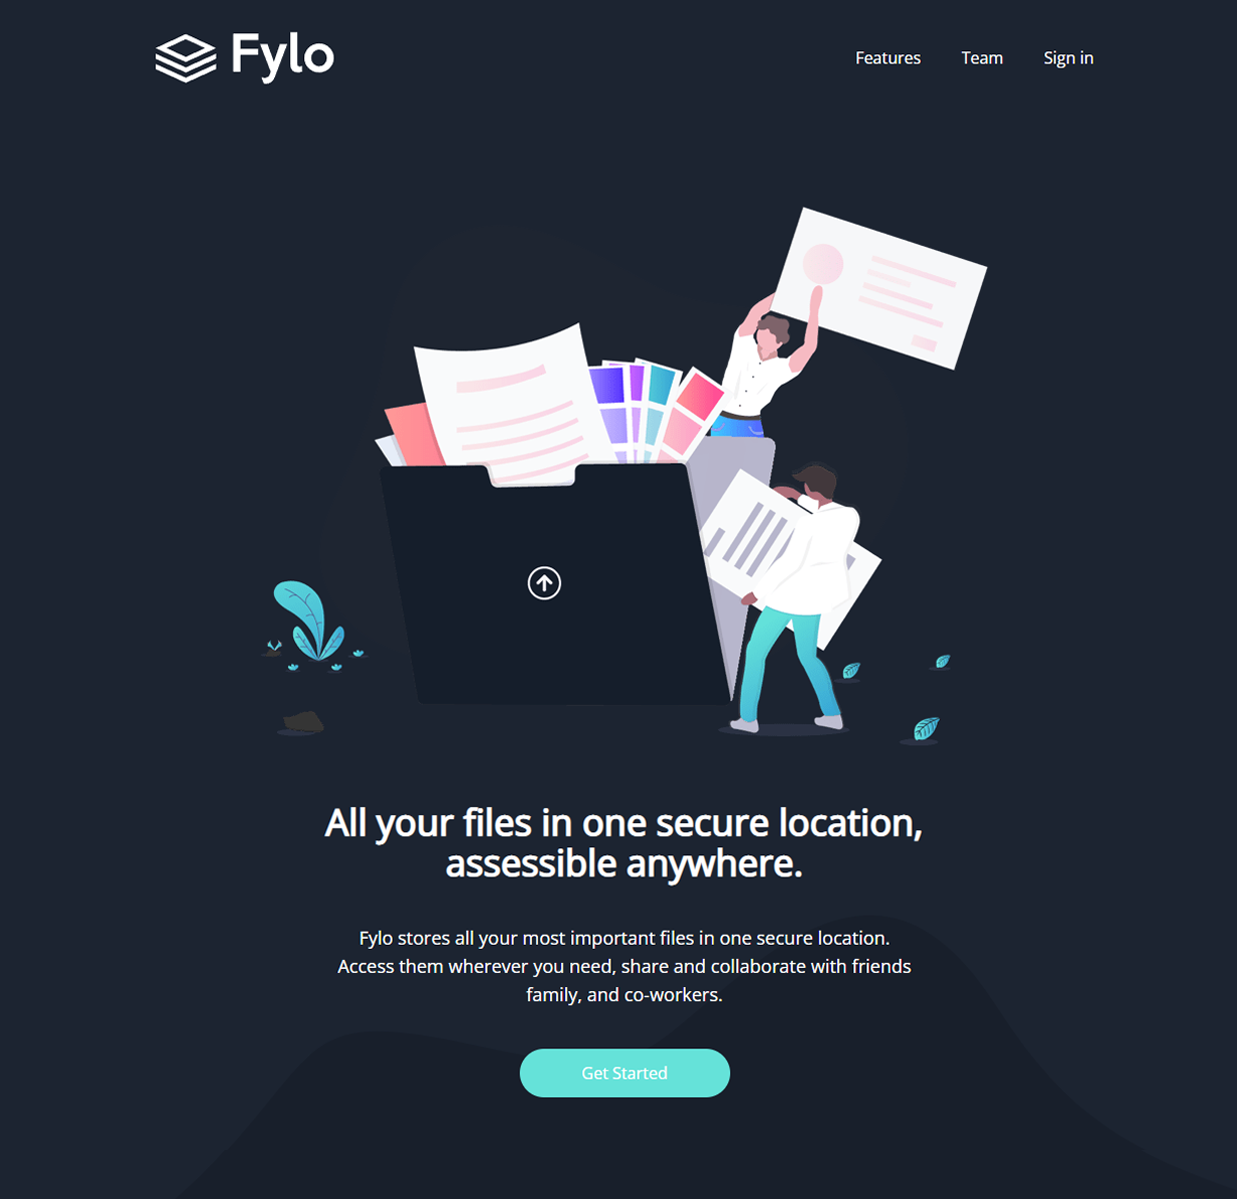 Fylo
Features
Team
Sign in
All your files in one secure location,
assessible anywhere.
Fylo stores all your most important files in one secure location.
Access them wherever you need, share and collaborate with friends
family, and co-workers.
Get Started